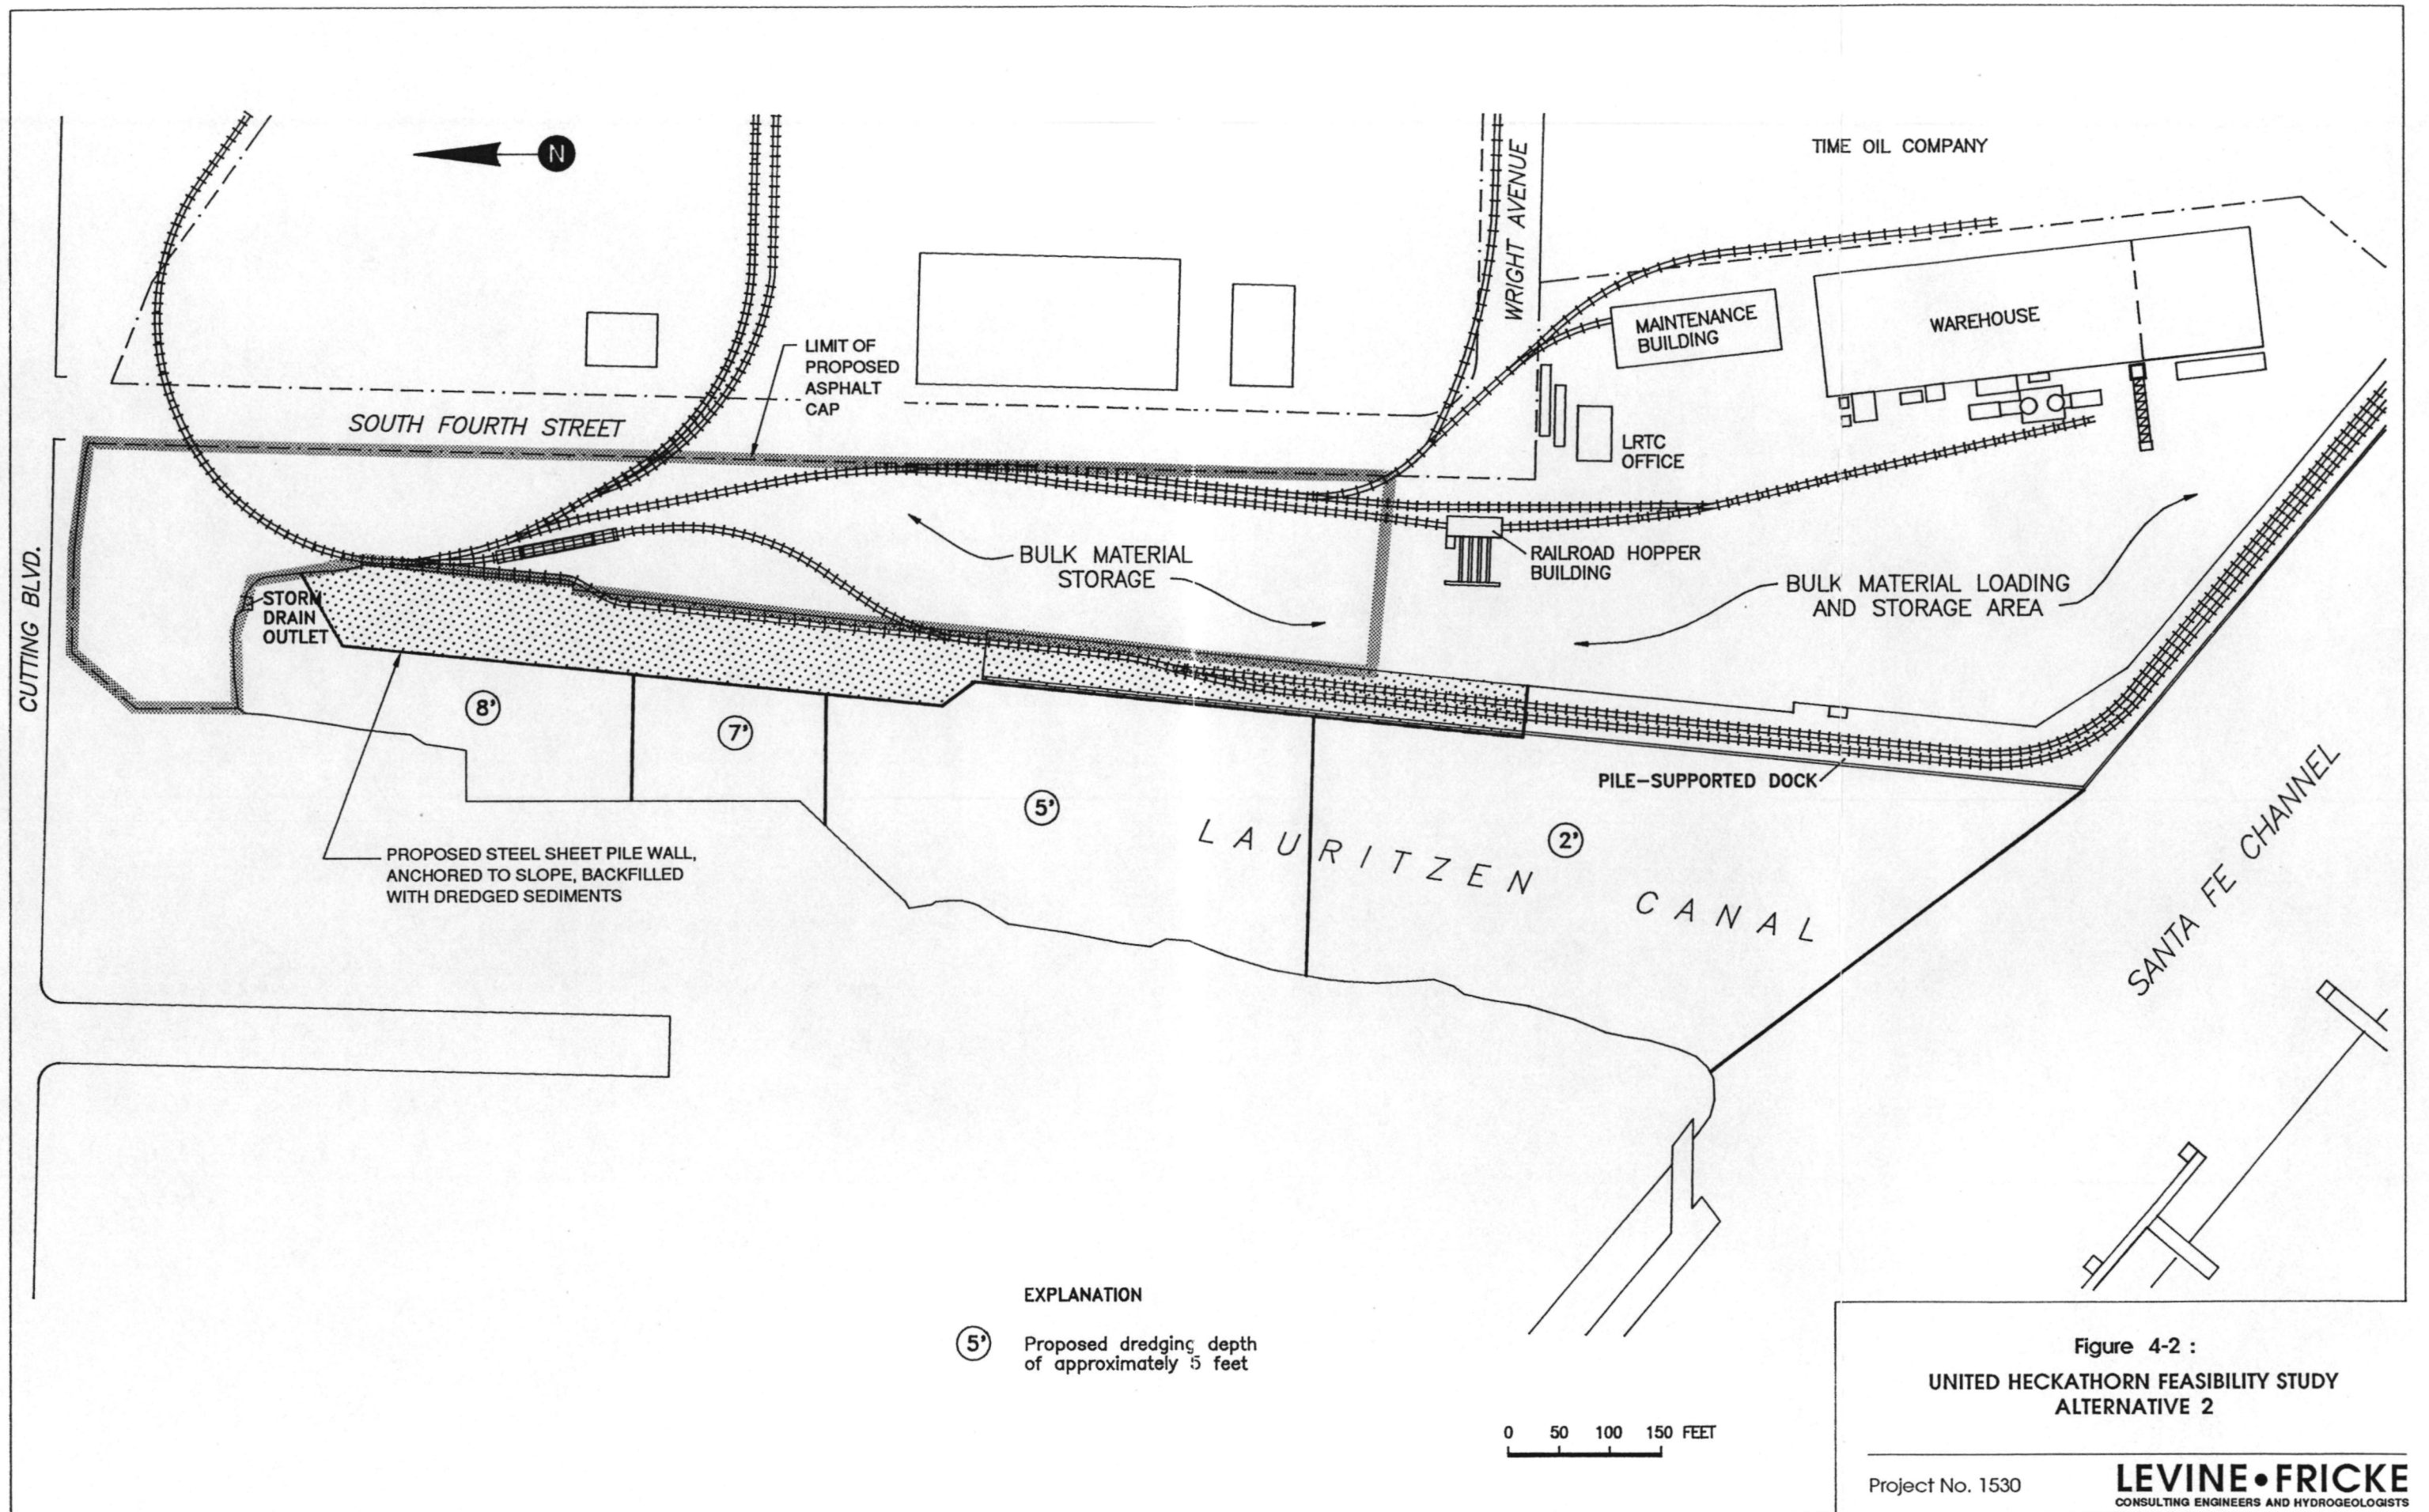 N
TIME OIL COMPANY
WRIGHT AVENUE
LIMIT OF
PROPOSED
ASPHALT
CAP
MAINTENANCE
BUILDING
WAREHOUSE
SOUTH FOURTH STREET
LRTC
OFFICE
BULK MATERIAL
STORAGE
RAILROAD HOPPER
BUILDING
BULK MATERIAL LOADING
AND STORAGE AREA
CUTTING BLVD.
STORM
DRAIN
OUTLET
8'
7'
5'
2'
PILE-SUPPORTED DOCK
LAURITZEN CANAL
SANTA FE CHANNEL
PROPOSED STEEL SHEET PILE WALL,
ANCHORED TO SLOPE, BACKFILLED
WITH DREDGED SEDIMENTS
EXPLANATION
5' Proposed dredging depth
of approximately 5 feet
0 50 100 150 FEET
Figure 4-2 :
UNITED HECKATHORN FEASIBILITY STUDY
ALTERNATIVE 2
Project No. 1530
LEVINE•FRICKE
CONSULTING ENGINEERS AND HYDROGEOLOGISTS